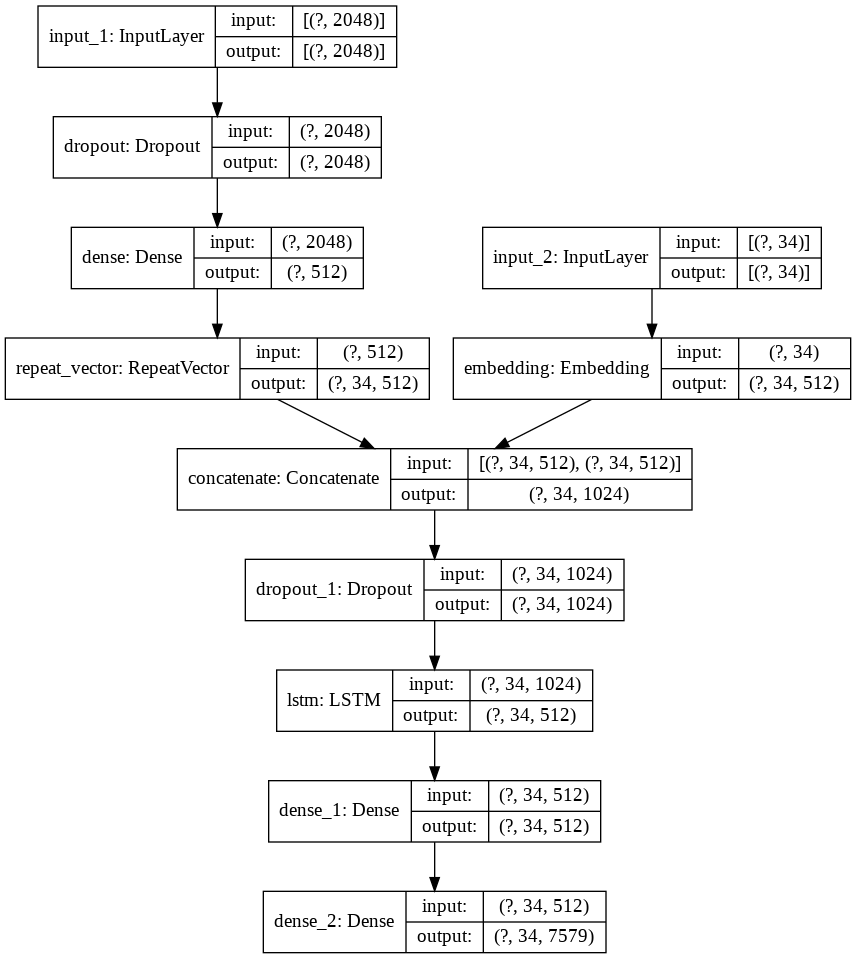 input_1: InputLayer
input: [(?, 2048)]
output: [(?, 2048)]
dropout: Dropout
input: (?, 2048)
output: (?, 2048)
dense: Dense
input: (?, 2048)
output: (?, 512)
input_2: InputLayer
input: [(?, 34)]
output: [(?, 34)]
repeat_vector: RepeatVector
input: (?, 512)
output: (?, 34, 512)
embedding: Embedding
input: (?, 34)
output: (?, 34, 512)
concatenate: Concatenate
input: [(?, 34, 512), (?, 34, 512)]
output: (?, 34, 1024)
dropout_1: Dropout
input: (?, 34, 1024)
output: (?, 34, 1024)
lstm: LSTM
input: (?, 34, 1024)
output: (?, 34, 512)
dense_1: Dense
input: (?, 34, 512)
output: (?, 34, 512)
dense_2: Dense
input: (?, 34, 512)
output: (?, 34, 7579)